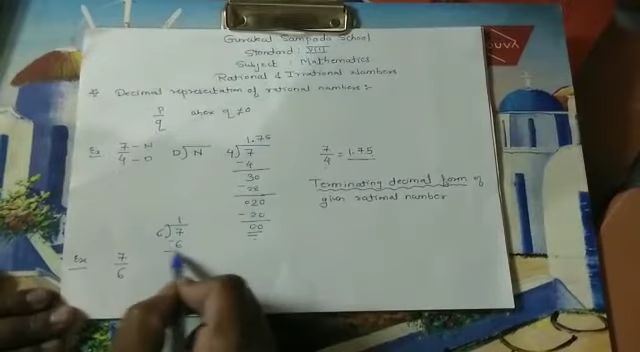 Gurukul Sampada School
Standard : VIII
Subject : Mathematics
Rational & Irrational Numbers
Decimal representation of rational numbers :-
P/q where q ≠ 0
Ex 7 - N / 4 - D
D)N
1.75
4)7
-4
30
-28
020
-20
00
7/4 = 1.75
Terminating decimal form of
given rational number
Ex 7/6
1
6)7
-6